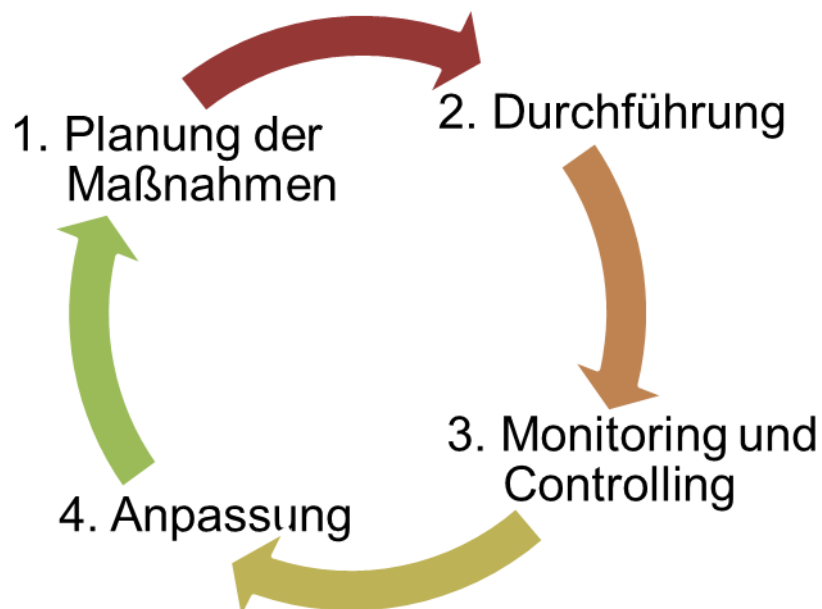 1. Planung der
Maßnahmen
2. Durchführung
3. Monitoring und
Controlling
4. Anpassung